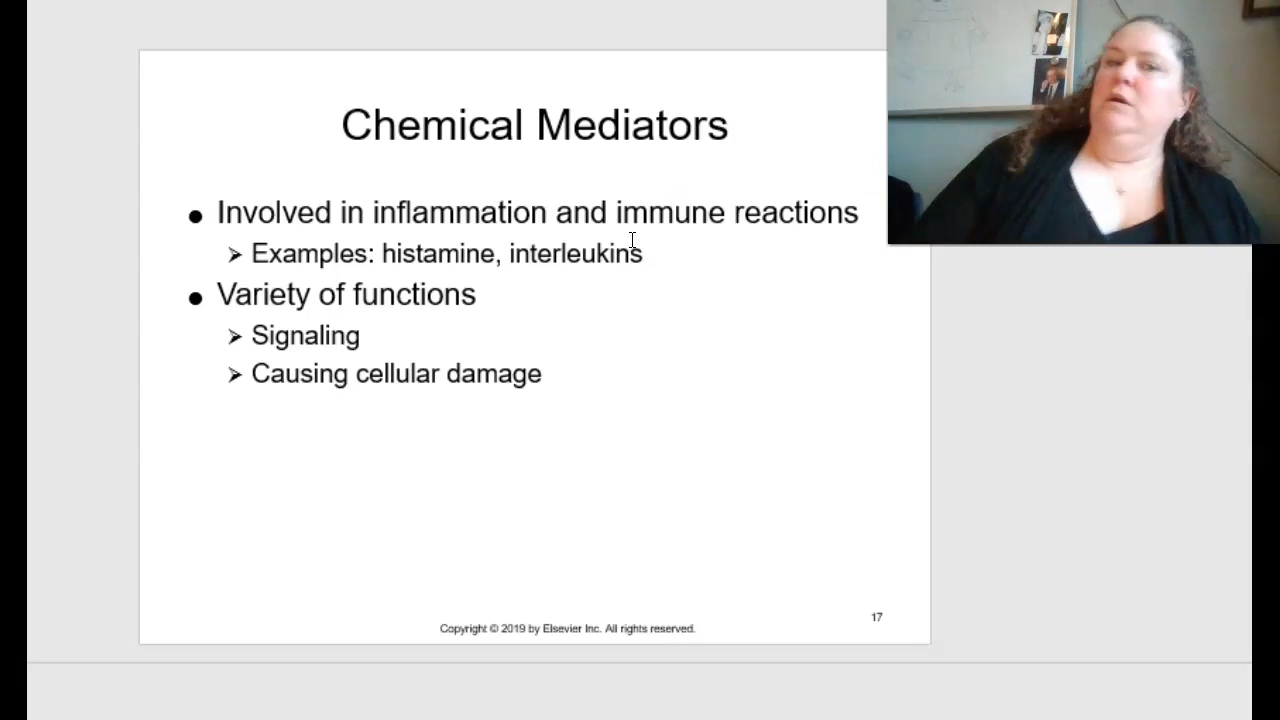 Chemical Mediators
● Involved in inflammation and immune reactions
➢ Examples: histamine, interleukins
● Variety of functions
➢ Signaling
➢ Causing cellular damage
17
Copyright © 2019 by Elsevier Inc. All rights reserved.